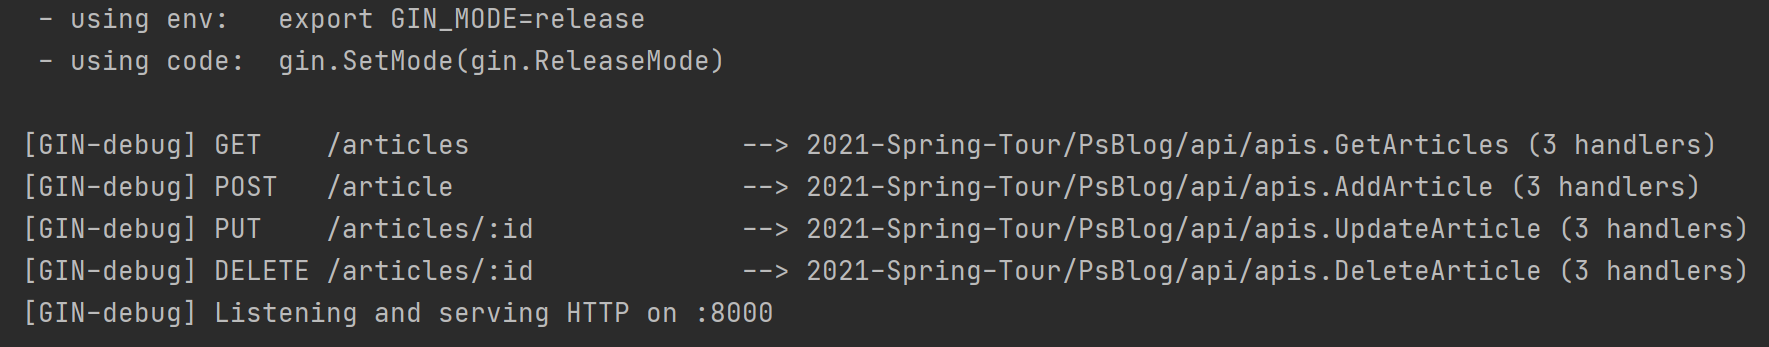 - using env:   export GIN_MODE=release
- using code:  gin.SetMode(gin.ReleaseMode)
[GIN-debug] GET    /articles                 --> 2021-Spring-Tour/PsBlog/api/apis.GetArticles (3 handlers)
[GIN-debug] POST   /article                  --> 2021-Spring-Tour/PsBlog/api/apis.AddArticle (3 handlers)
[GIN-debug] PUT    /articles/:id             --> 2021-Spring-Tour/PsBlog/api/apis.UpdateArticle (3 handlers)
[GIN-debug] DELETE /articles/:id             --> 2021-Spring-Tour/PsBlog/api/apis.DeleteArticle (3 handlers)
[GIN-debug] Listening and serving HTTP on :8000